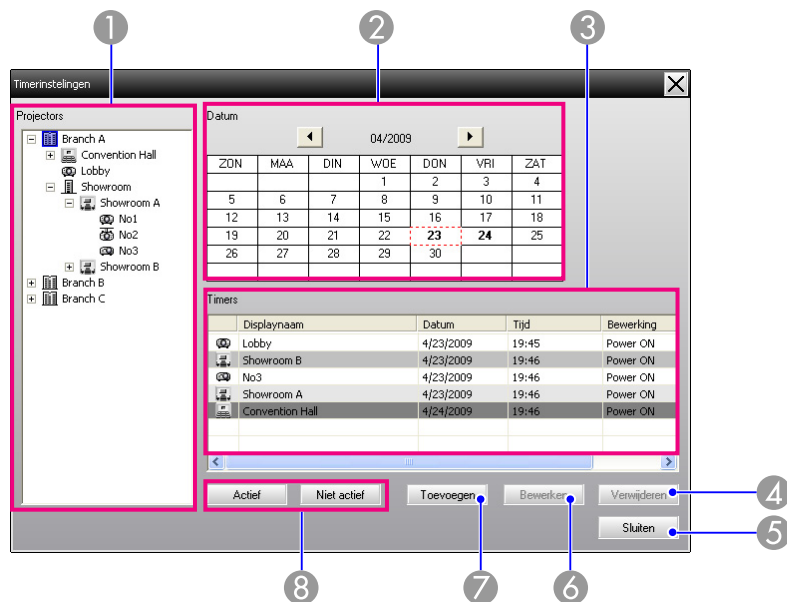 1 2 3
Timerinstelingen
Projectors
Branch A
Convention Hall
Lobby
Showroom
Showroom A
No1
No2
No3
Showroom B
Branch B
Branch C
Datum
04/2009
ZON MAA DIN WOE DON VRI ZAT
1 2 3 4
5 6 7 8 9 10 11
12 13 14 15 16 17 18
19 20 21 22 23 24 25
26 27 28 29 30
Timers
Displaynaam Datum Tijd Bewerking
Lobby 4/23/2009 19:45 Power ON
Showroom B 4/23/2009 19:46 Power ON
No3 4/23/2009 19:46 Power ON
Showroom A 4/23/2009 19:46 Power ON
Convention Hall 4/24/2009 19:46 Power ON
Actief Niet actief Toevoegen Bewerken Verwijderen 4
Sluiten 5
8 7 6